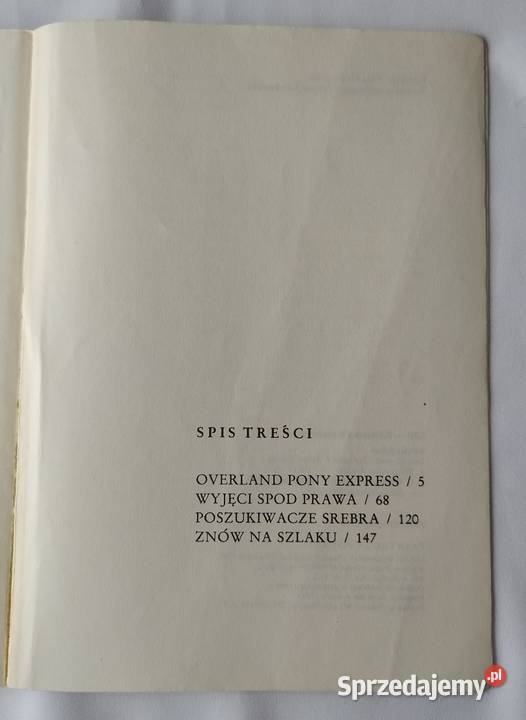 SPIS TREŚCI
OVERLAND PONY EXPRESS / 5
WYJĘCI SPOD PRAWA / 68
POSZUKIWACZE SREBRA / 120
ZNÓW NA SZLAKU / 147
Sprzedajemy.pl